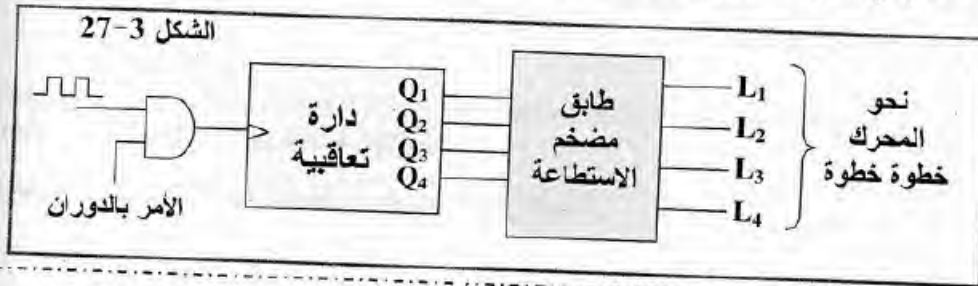 الشكل 3-27
دارة
تعاقبية
Q1
Q2
Q3
Q4
طابق
مضخم
الاستطاعة
L1
L2
L3
L4
نحو
المحرك
خطوة خطوة
الأمر بالدوران